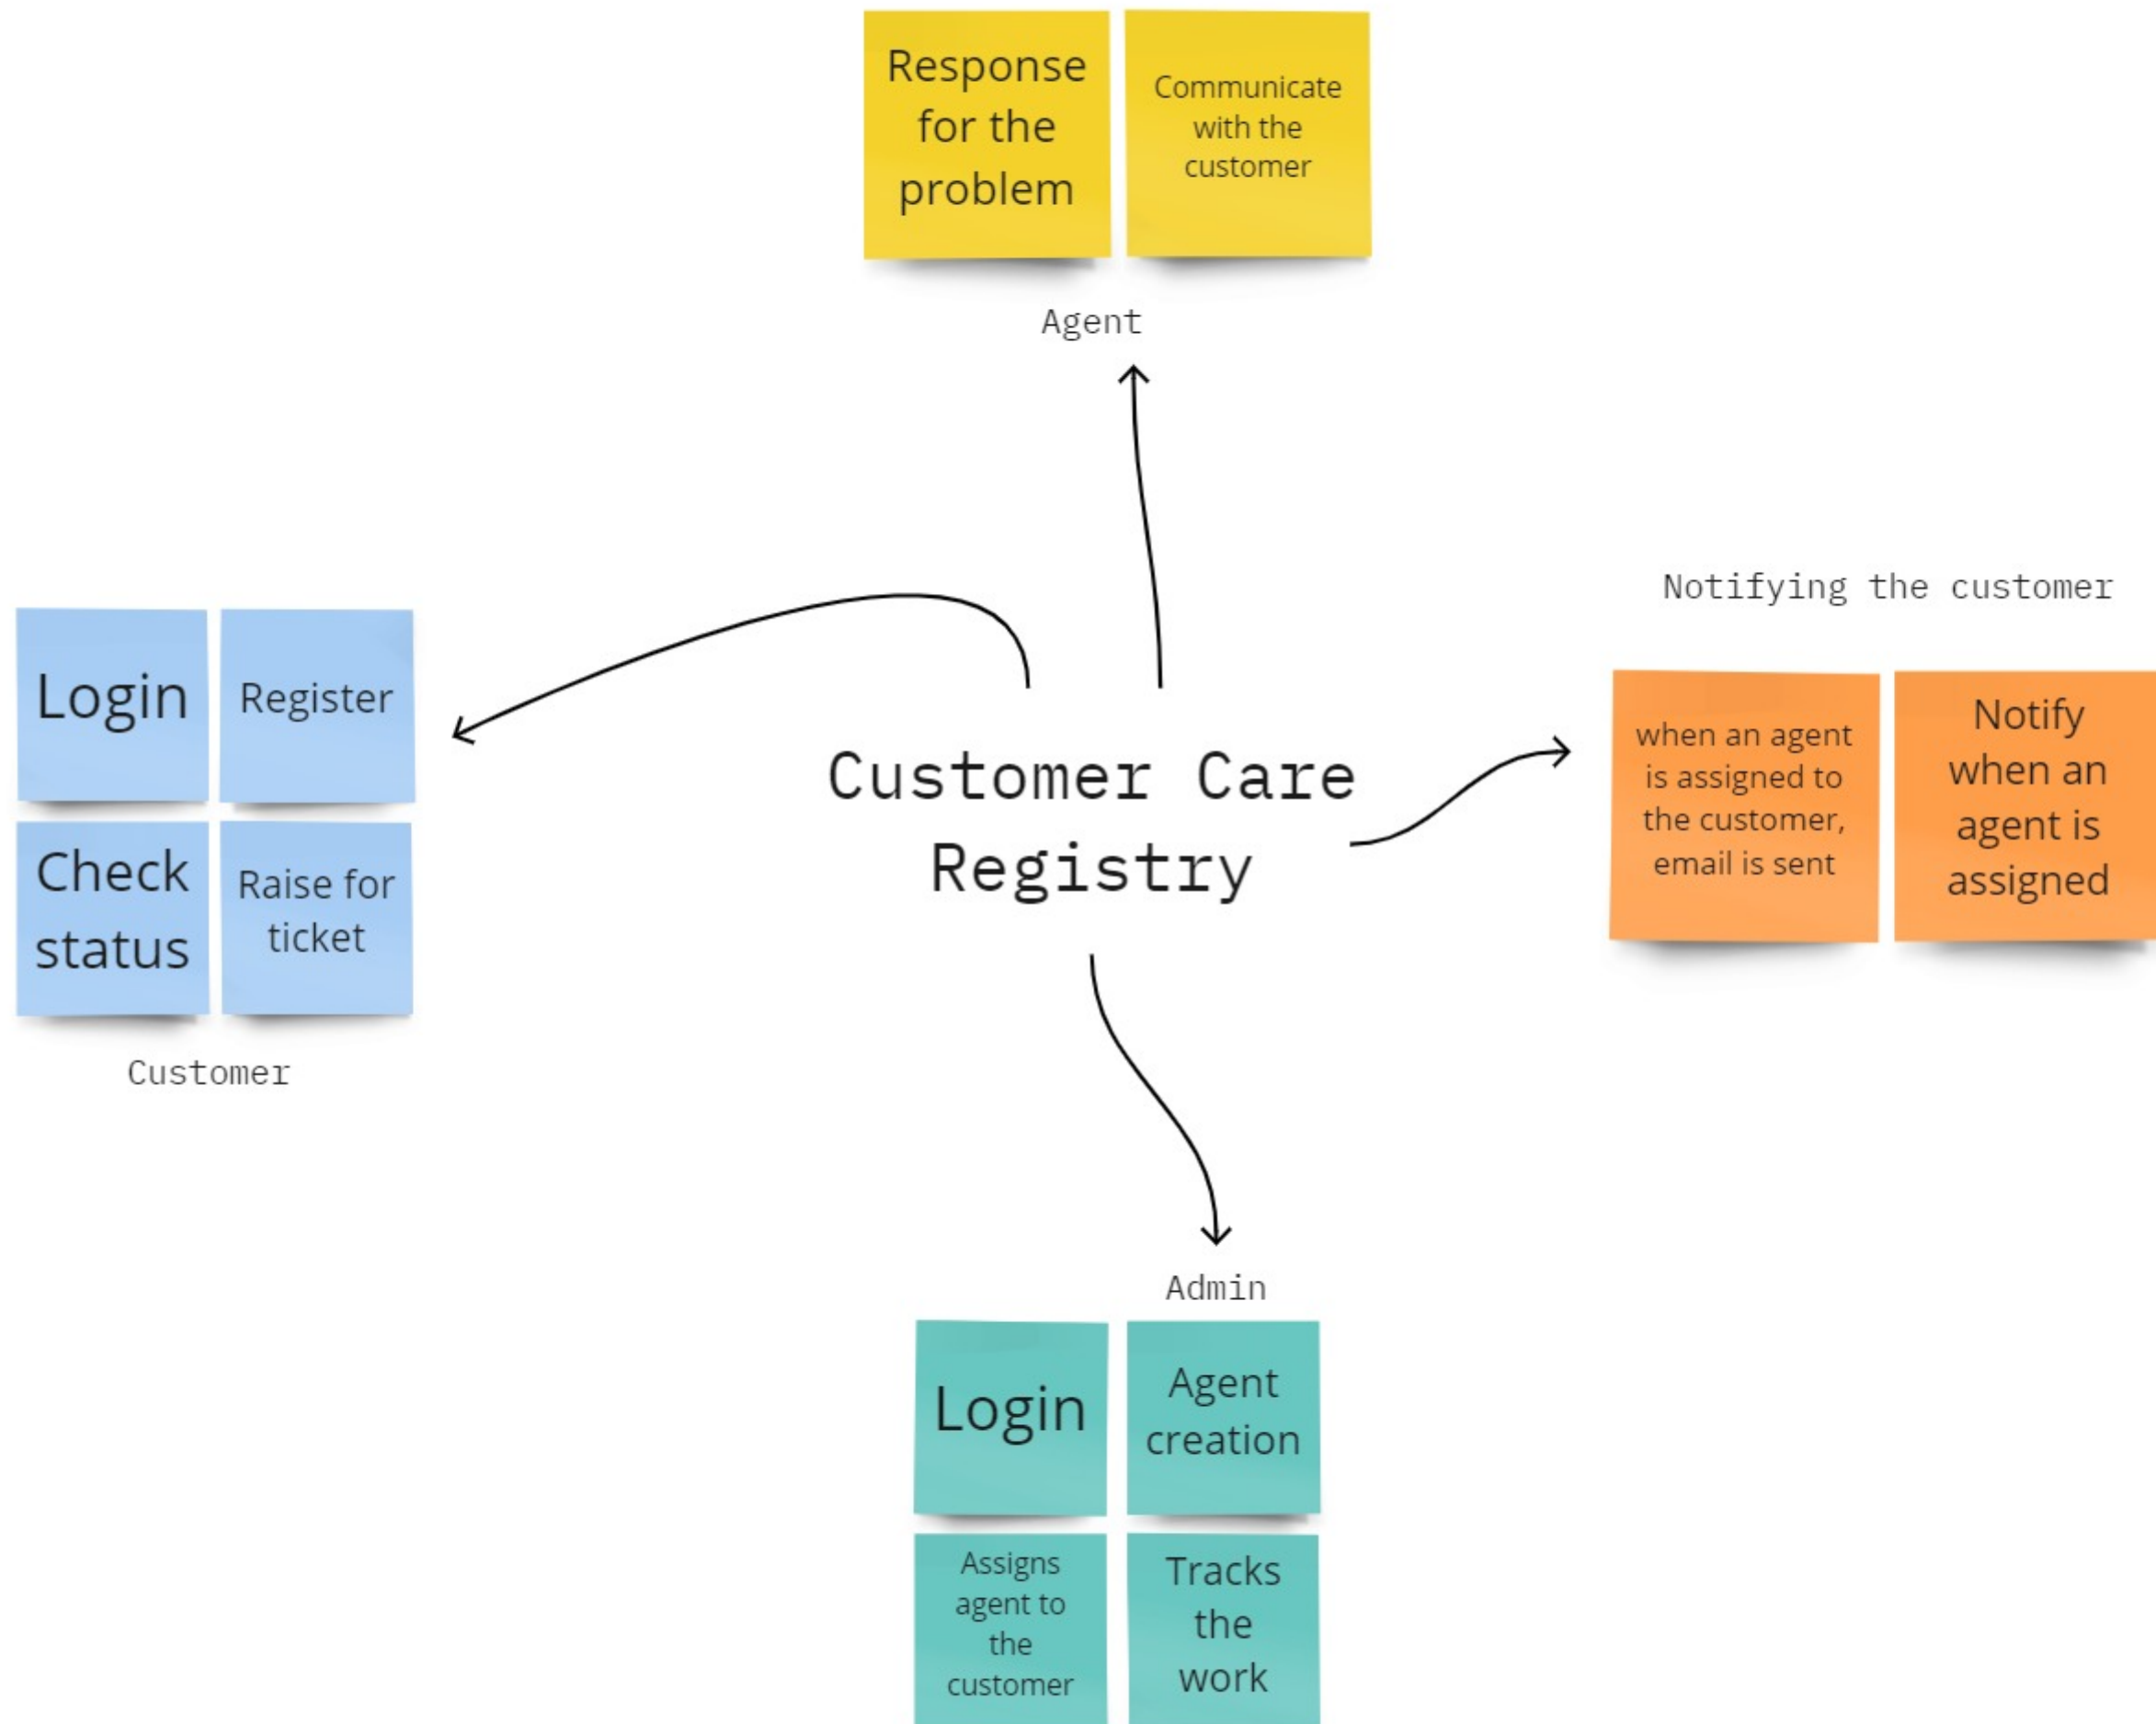 Response
for the
problem
Communicate
with the
customer
Agent
Login
Register
Check
status
Raise for
ticket
Customer
Customer Care
Registry
Notifying the customer
when an agent
is assigned to
the customer,
email is sent
Notify
when an
agent is
assigned
Admin
Login
Agent
creation
Assigns
agent to
the
customer
Tracks
the
work